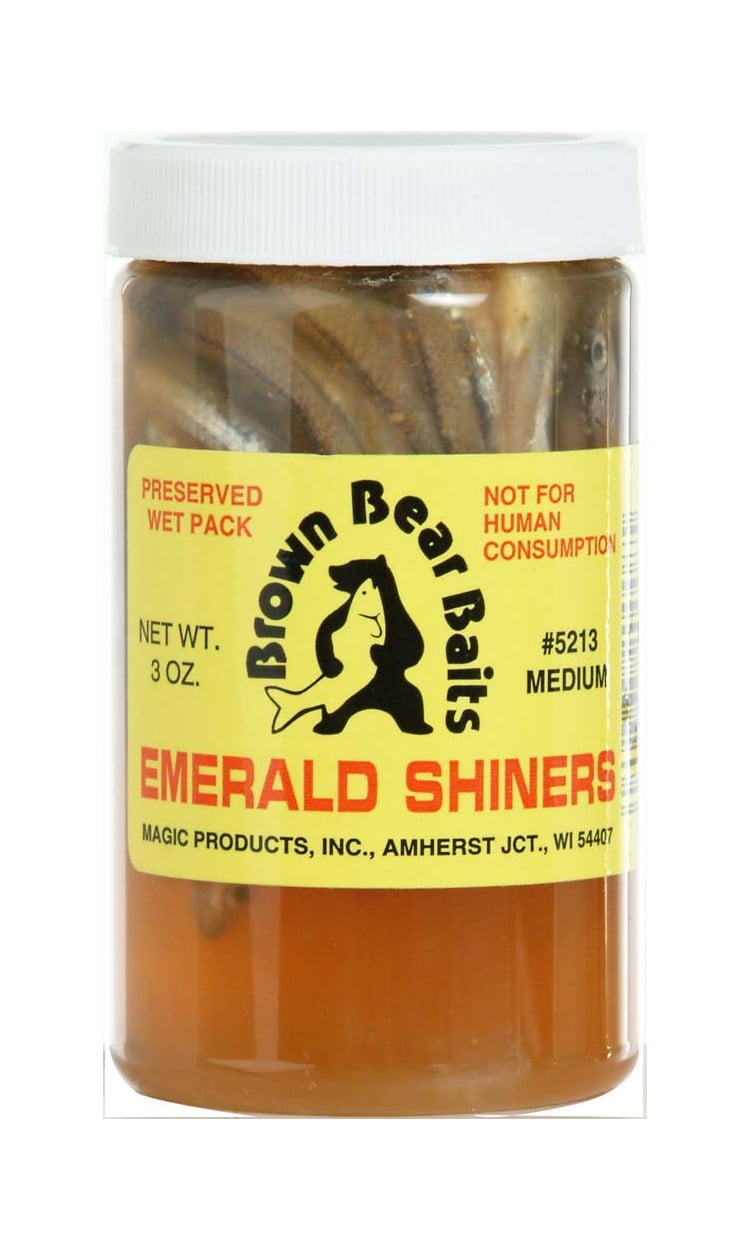 PRESERVED
WET PACK
Brown Bear Baits
NOT FOR
HUMAN
CONSUMPTION
NET WT.
3 OZ.
#5213
MEDIUM
EMERALD SHINERS
MAGIC PRODUCTS, INC., AMHERST JCT., WI 54407